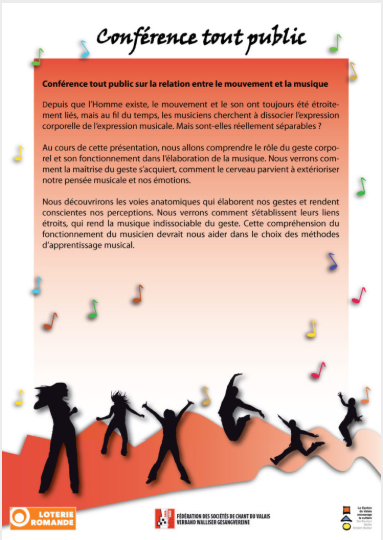 Conférence tout public
Conférence tout public sur la relation entre le mouvement et la musique
Depuis que l'Homme existe, le mouvement et le son ont toujours été étroite-
ment liés, mais au fil du temps, les musiciens cherchent à dissocier l'expression
corporelle de l'expression musicale. Mais sont-elles réellement séparables ?
Au cours de cette présentation, nous allons comprendre le rôle du geste corpo-
rel et son fonctionnement dans l'élaboration de la musique. Nous verrons com-
ment la maîtrise du geste s'acquiert, comment le cerveau parvient à extérioriser
notre pensée musicale et nos émotions.
Nous découvrirons les voies anatomiques qui élaborent nos gestes et rendent
conscientes nos perceptions. Nous verrons comment s'établissent leurs liens
étroits, qui rend la musique indissociable du geste. Cette compréhension du
fonctionnement du musicien devrait nous aider dans le choix des méthodes
d'apprentissage musical.
LOTERIE
ROMANDE
FÉDÉRATION DES SOCIÉTÉS DE CHANT DU VALAIS
VERBAND WALLISER GESANGVEREINE